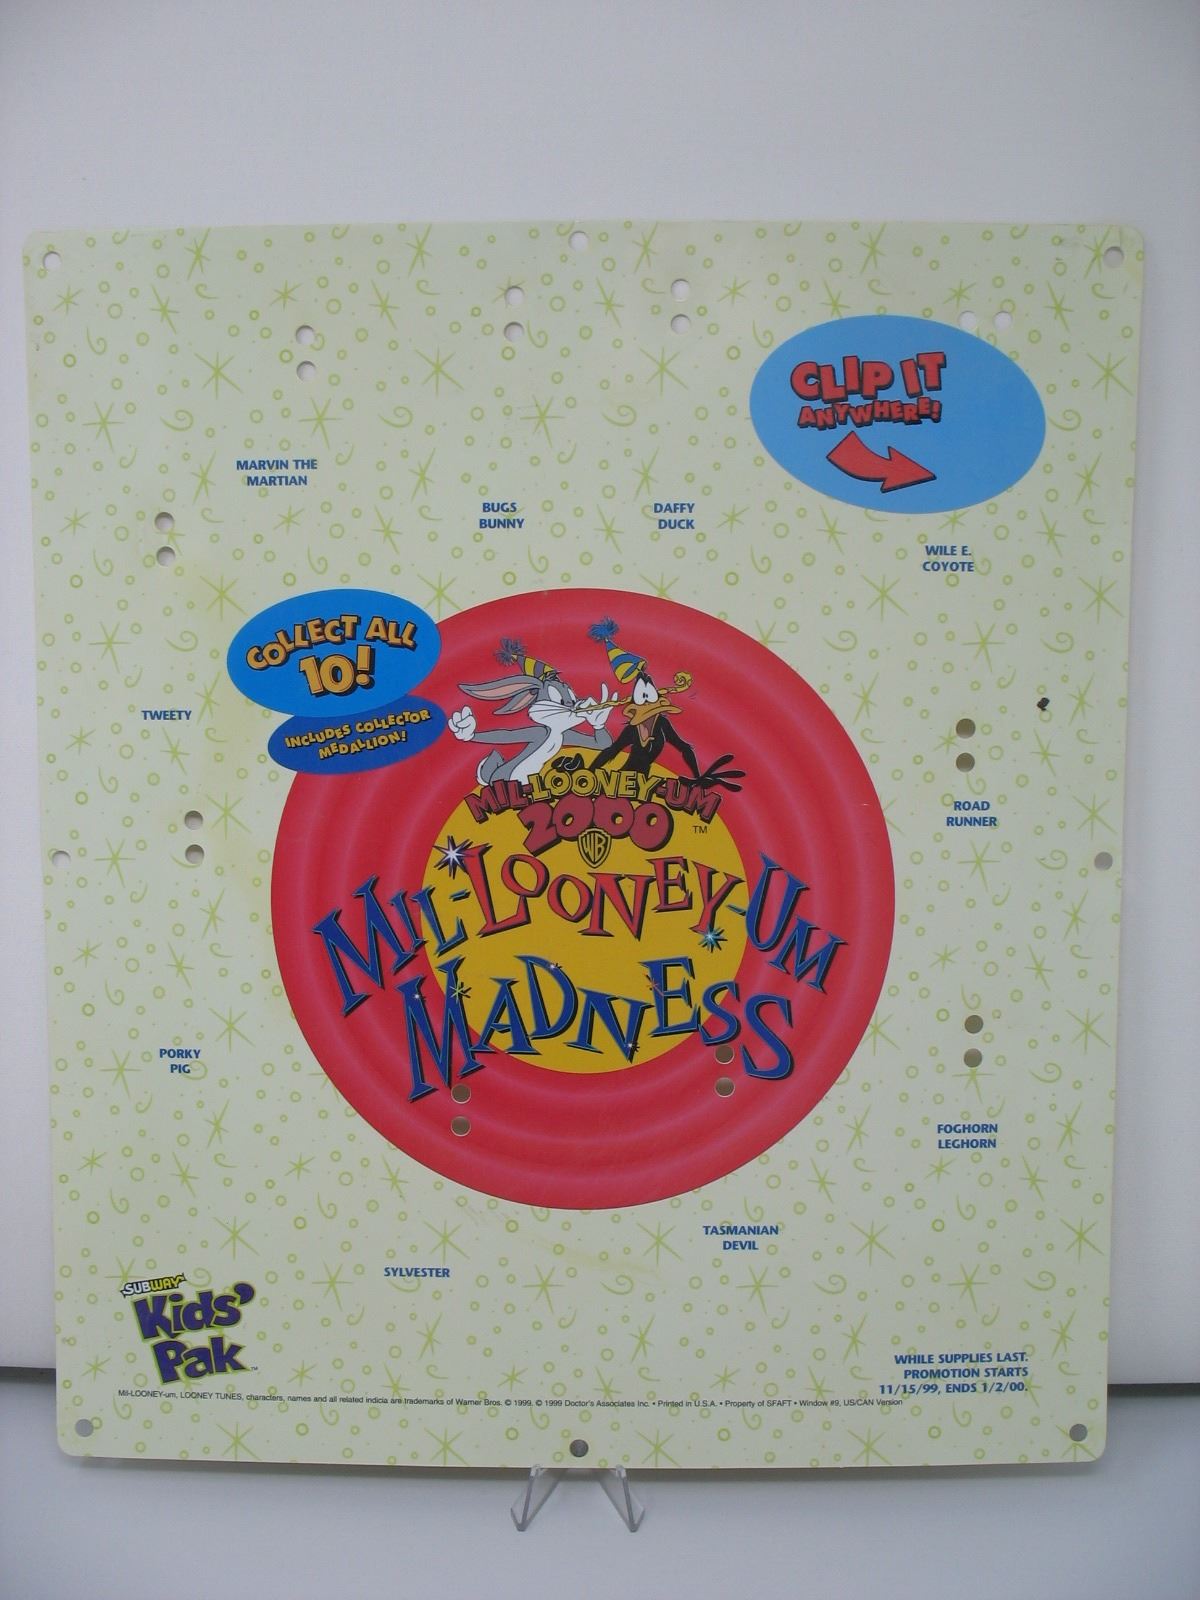 CLIP IT
ANYWHERE!
MARVIN THE
MARTIAN
BUGS
BUNNY
DAFFY
DUCK
WILE E.
COYOTE
COLLECT ALL
10!
INCLUDES COLLECTOR
MEDALLION!
TWEETY
MIL-LOONEY-UM
2000
TM
WB
MIL-LOONEY-UM
MADNESS
ROAD
RUNNER
PORKY
PIG
FOGHORN
LEGHORN
TASMANIAN
DEVIL
SYLVESTER
SUBWAY
Kids'
Pak™
WHILE SUPPLIES LAST.
PROMOTION STARTS
11/15/99, ENDS 1/2/00.
Mil-LOONEY-um, LOONEY TUNES, characters, names and all related indicia are trademarks of Warner Bros. © 1999. © 1999 Doctor's Associates Inc. • Printed in U.S.A. • Property of SFAFT • Window #9, US/CAN Version